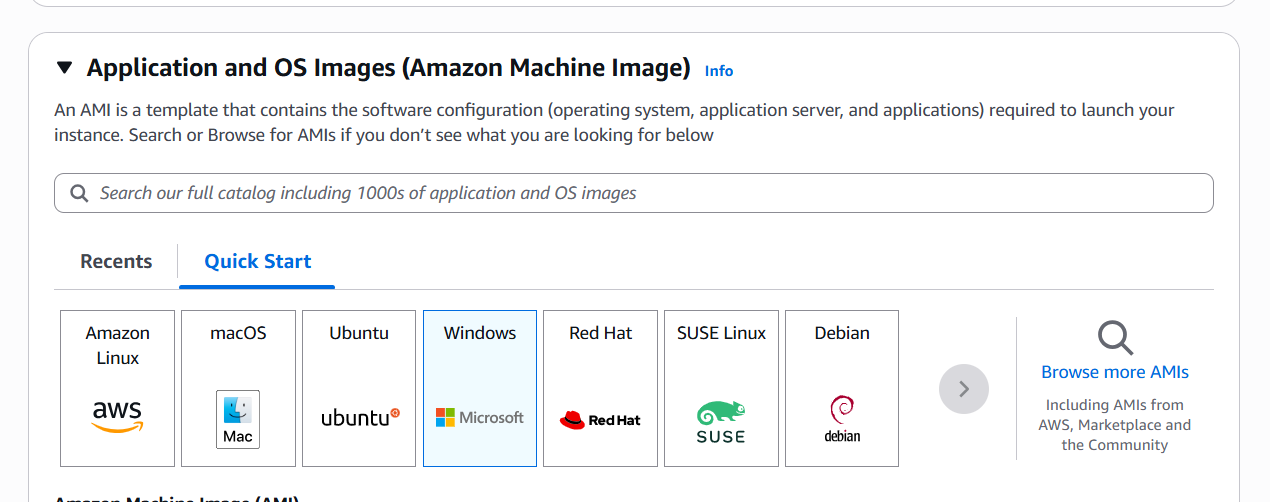 Application and OS Images (Amazon Machine Image) Info
An AMI is a template that contains the software configuration (operating system, application server, and applications) required to launch your
instance. Search or Browse for AMIs if you don’t see what you are looking for below
Search our full catalog including 1000s of application and OS images
Recents
Quick Start
Amazon
Linux
aws
macOS
Mac
Ubuntu
ubuntu
Windows
Microsoft
Red Hat
Red Hat
SUSE Linux
SUSE
Debian
debian
Browse more AMIs
Including AMIs from
AWS, Marketplace and
the Community
Amazon Machine Image (AMI)